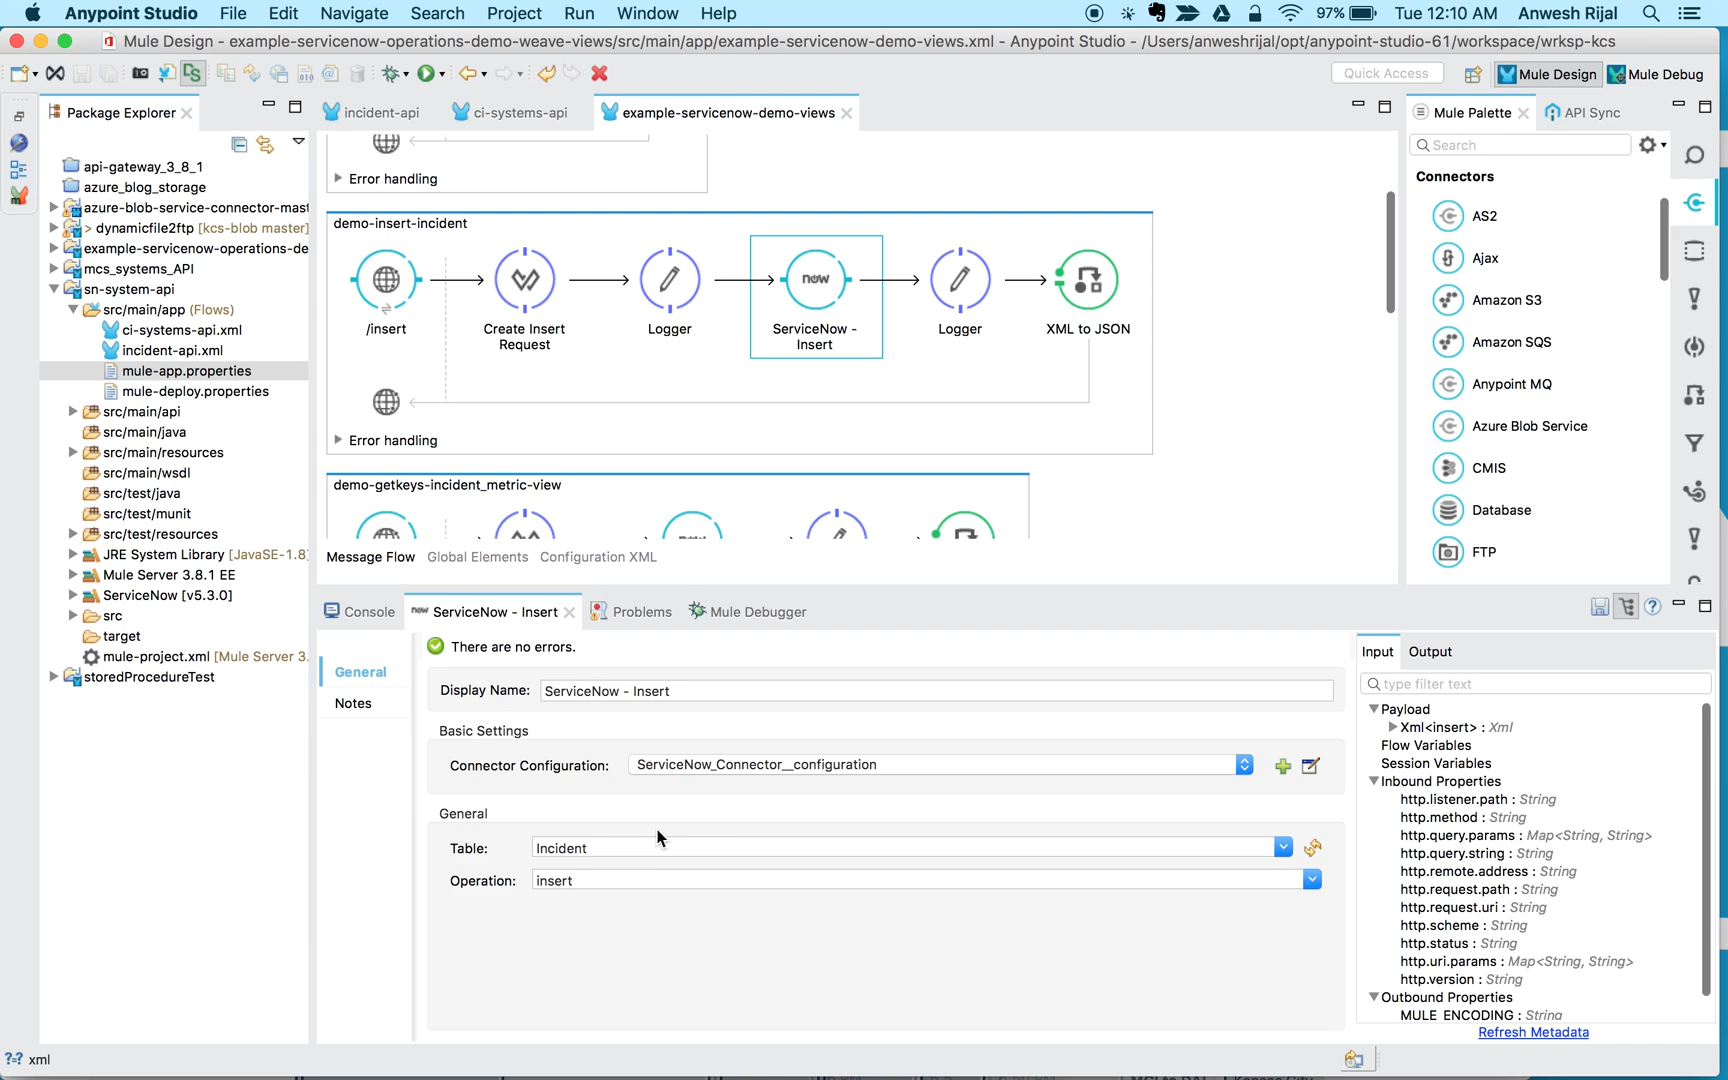 Anypoint Studio File Edit Navigate Search Project Run Window Help 97% Tue 12:10 AM Anwesh Rijal
Mule Design - example-servicenow-operations-demo-weave-views/src/main/app/example-servicenow-demo-views.xml - Anypoint Studio - /Users/anweshrijal/opt/anypoint-studio-61/workspace/wrksp-kcs
Quick Access Mule Design Mule Debug
Package Explorer
api-gateway_3_8_1
azure_blog_storage
azure-blob-service-connector-mast
> dynamicfile2ftp [kcs-blob master]
example-servicenow-operations-de
mcs_systems_API
sn-system-api
src/main/app (Flows)
ci-systems-api.xml
incident-api.xml
mule-app.properties
mule-deploy.properties
src/main/api
src/main/java
src/main/resources
src/main/wsdl
src/test/java
src/test/munit
src/test/resources
JRE System Library [JavaSE-1.8]
Mule Server 3.8.1 EE
ServiceNow [v5.3.0]
src
target
mule-project.xml [Mule Server 3.
storedProcedureTest
incident-api ci-systems-api example-servicenow-demo-views
Error handling
demo-insert-incident
now
/insert
Create Insert
Request
Logger
ServiceNow -
Insert
Logger
XML to JSON
Error handling
demo-getkeys-incident_metric-view
Message Flow Global Elements Configuration XML
Mule Palette API Sync
Search
Connectors
AS2
Ajax
Amazon S3
Amazon SQS
Anypoint MQ
Azure Blob Service
CMIS
Database
FTP
Console now ServiceNow - Insert Problems Mule Debugger
General
Notes
There are no errors.
Display Name: ServiceNow - Insert
Basic Settings
Connector Configuration: ServiceNow_Connector__configuration
General
Table: Incident
Operation: insert
Input Output
type filter text
Payload
Xml<insert> : Xml
Flow Variables
Session Variables
Inbound Properties
http.listener.path : String
http.method : String
http.query.params : Map<String, String>
http.query.string : String
http.remote.address : String
http.request.path : String
http.request.uri : String
http.scheme : String
http.status : String
http.uri.params : Map<String, String>
http.version : String
Outbound Properties
MULE ENCODING : String
Refresh Metadata
xml